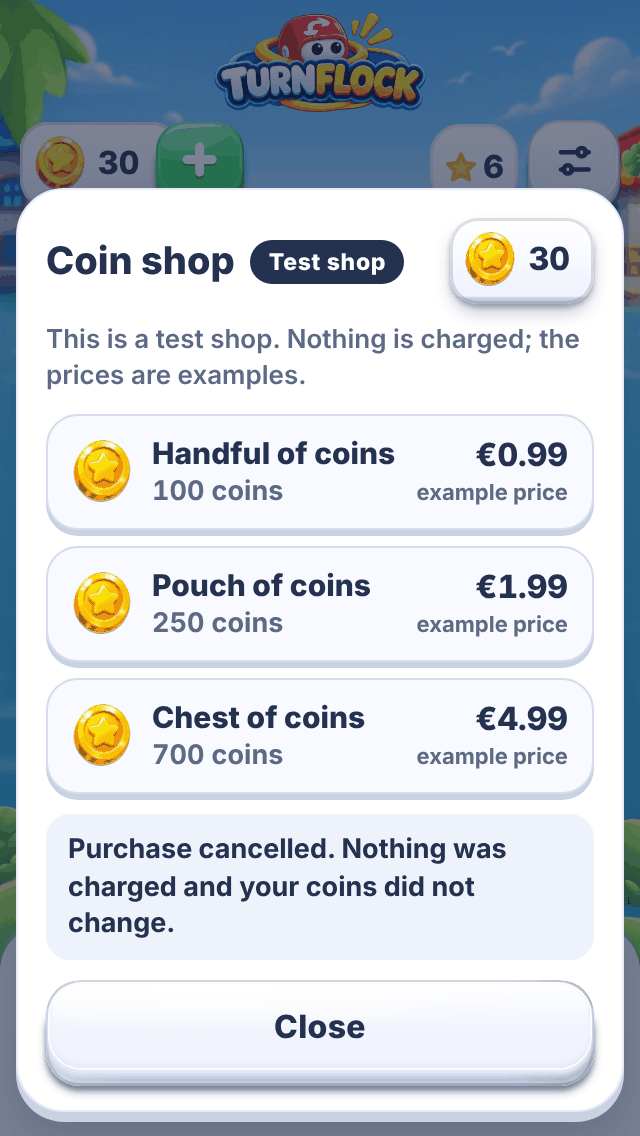 TURNFLOCK
30
6
Coin shop
Test shop
30
This is a test shop. Nothing is charged; the
prices are examples.
Handful of coins
€0.99
100 coins
example price
Pouch of coins
€1.99
250 coins
example price
Chest of coins
€4.99
700 coins
example price
Purchase cancelled. Nothing was
charged and your coins did not
change.
Close